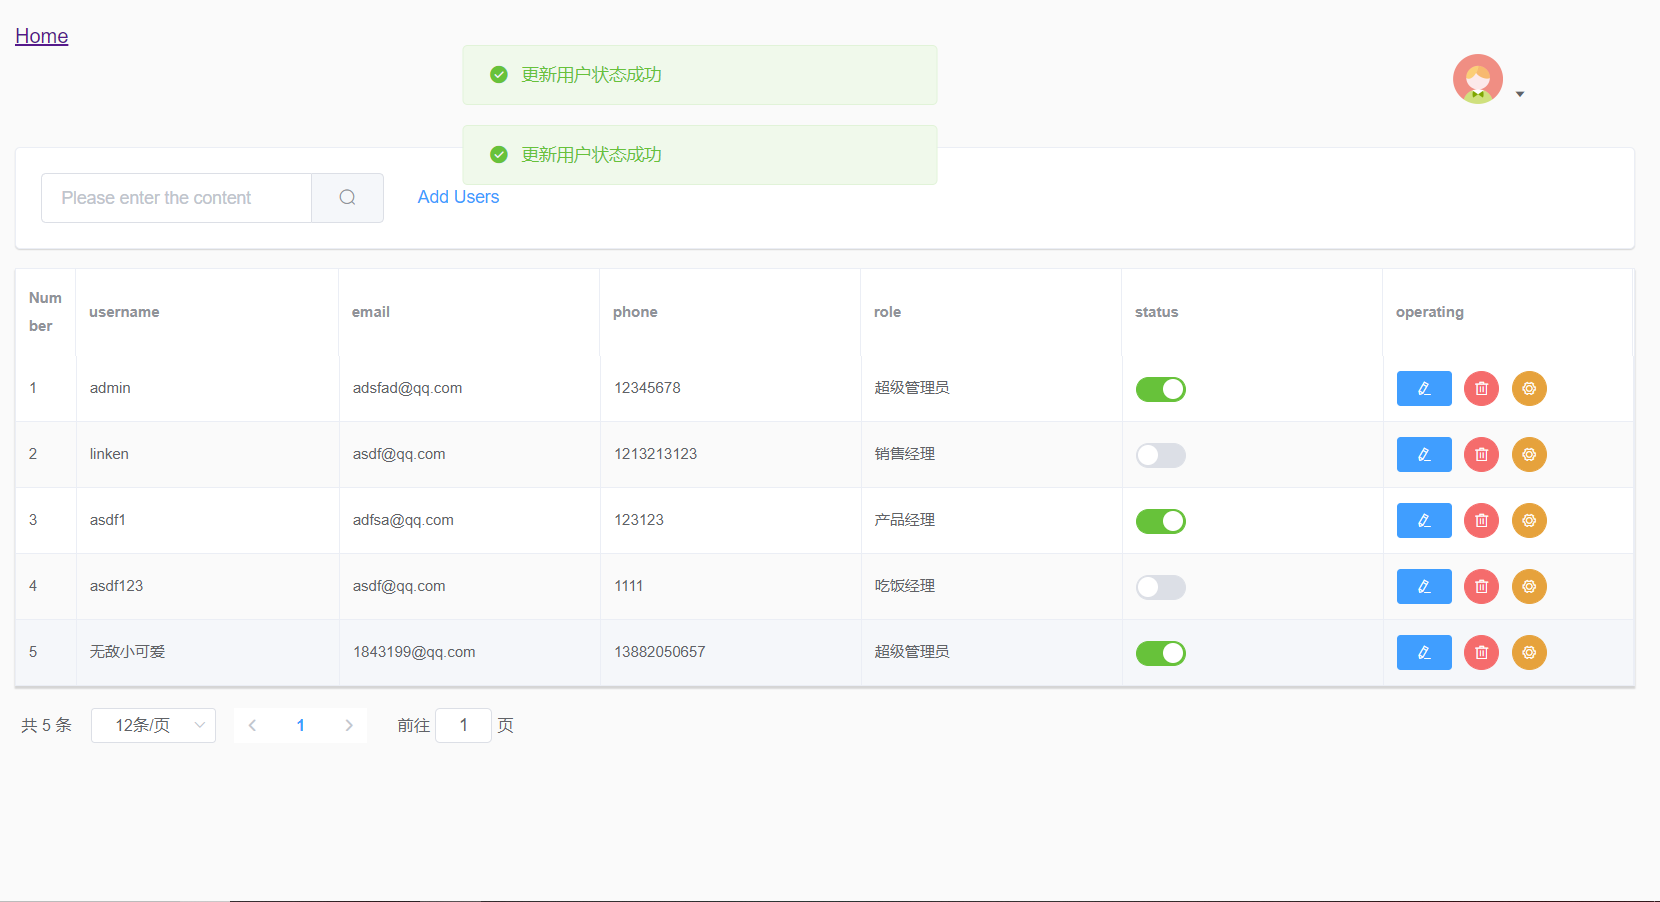 Home
更新用户状态成功
更新用户状态成功
Please enter the content
Add Users
Num
ber
username
email
phone
role
status
operating
1
admin
adsfad@qq.com
12345678
超级管理员
2
linken
asdf@qq.com
1213213123
销售经理
3
asdf1
adfsa@qq.com
123123
产品经理
4
asdf123
asdf@qq.com
1111
吃饭经理
5
无敌小可爱
1843199@qq.com
13882050657
超级管理员
共 5 条
12条/页
1
前往 1 页